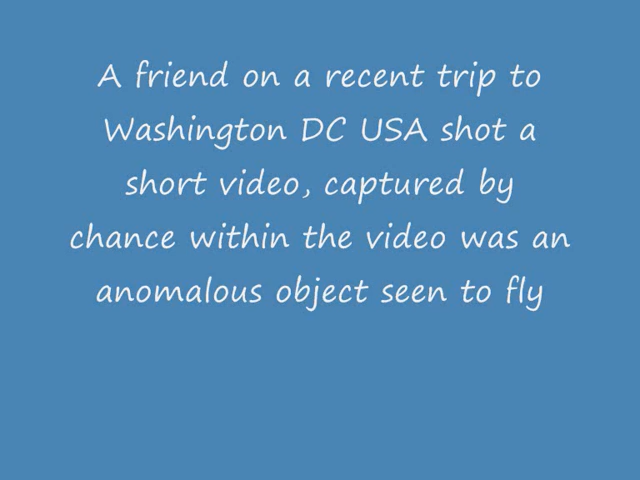 A friend on a recent trip to
Washington DC USA shot a
short video, captured by
chance within the video was an
anomalous object seen to fly